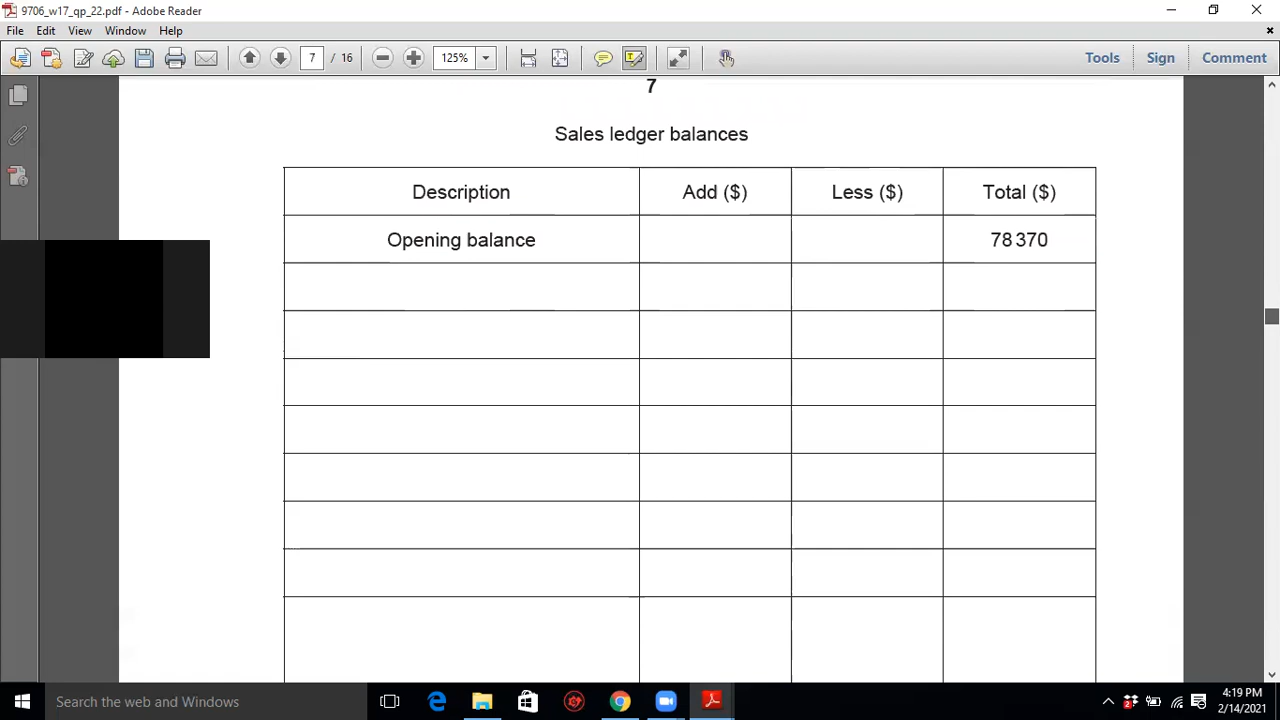 9706_w17_qp_22.pdf - Adobe Reader
File Edit View Window Help
7 / 16 125% Tools Sign Comment
7
Sales ledger balances
Description Add ($) Less ($) Total ($)
Opening balance 78 370
Search the web and Windows
4:19 PM
2/14/2021